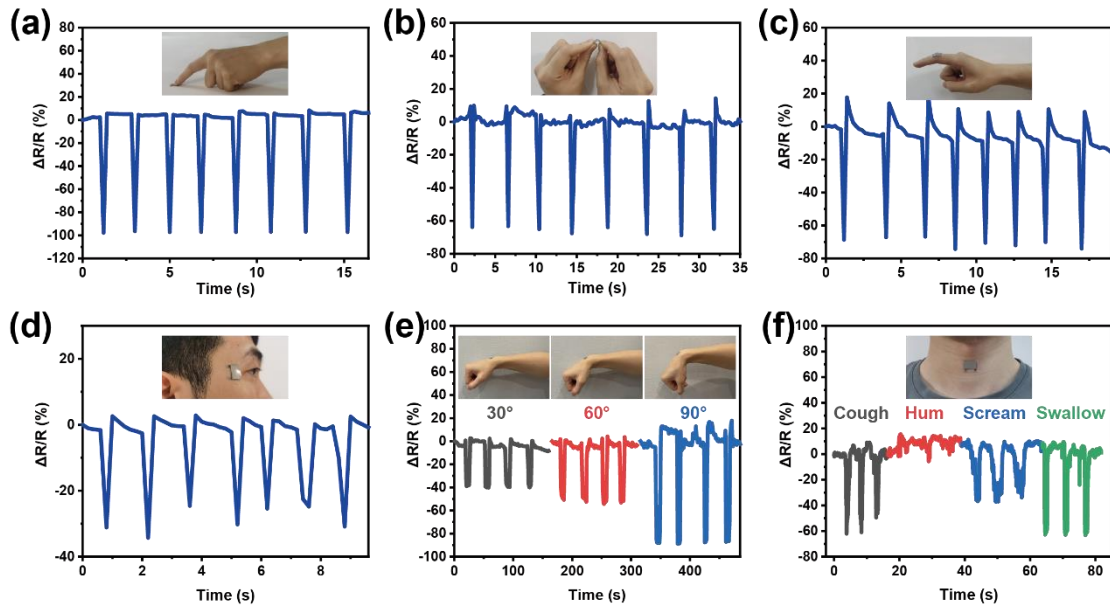 (a)
80
60
40
20
0
-20
-40
-60
-80
-100
-120
ΔR/R (%)
0 5 10 15
Time (s)
(b)
60
40
20
0
-20
-40
-60
-80
ΔR/R (%)
0 5 10 15 20 25 30 35
Time (s)
(c)
60
40
20
0
-20
-40
-60
-80
ΔR/R (%)
0 5 10 15
Time (s)
(d)
20
0
-20
-40
ΔR/R (%)
0 2 4 6 8
Time (s)
(e)
100
80
60
40
20
0
-20
-40
-60
-80
-100
ΔR/R (%)
30° 60° 90°
0 100 200 300 400
Time (s)
(f)
100
80
60
40
20
0
-20
-40
-60
-80
ΔR/R (%)
Cough Hum Scream Swallow
0 20 40 60 80
Time (s)